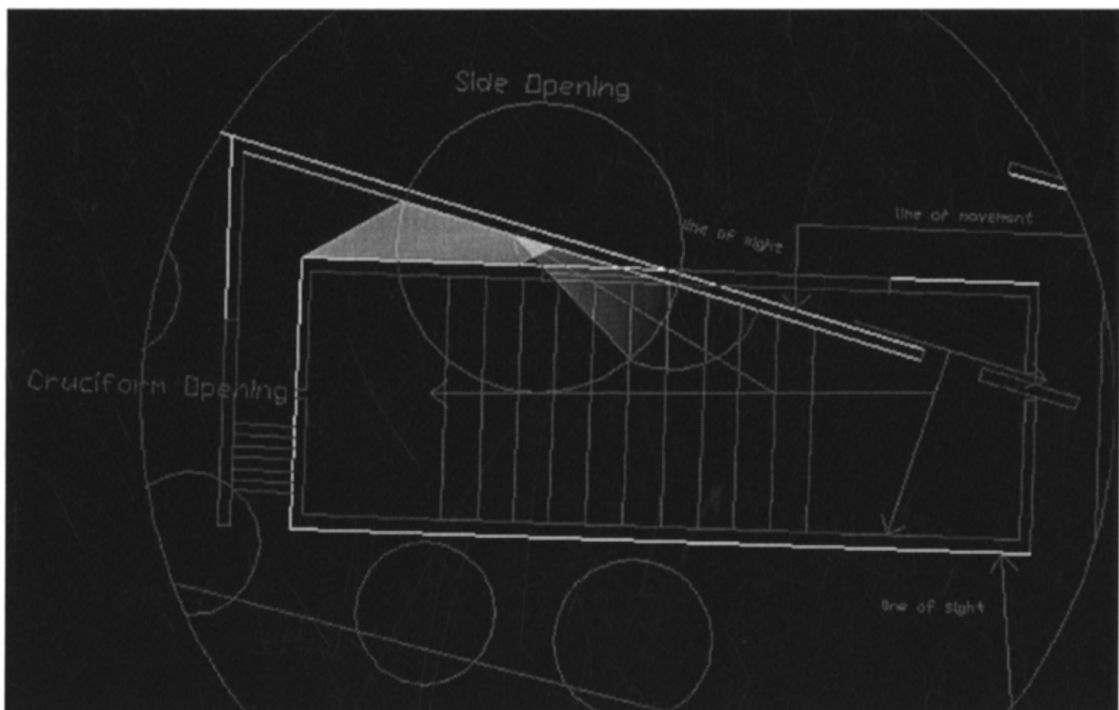 Side Opening
line of movement
line of sight
Cruciform Opening
line of sight